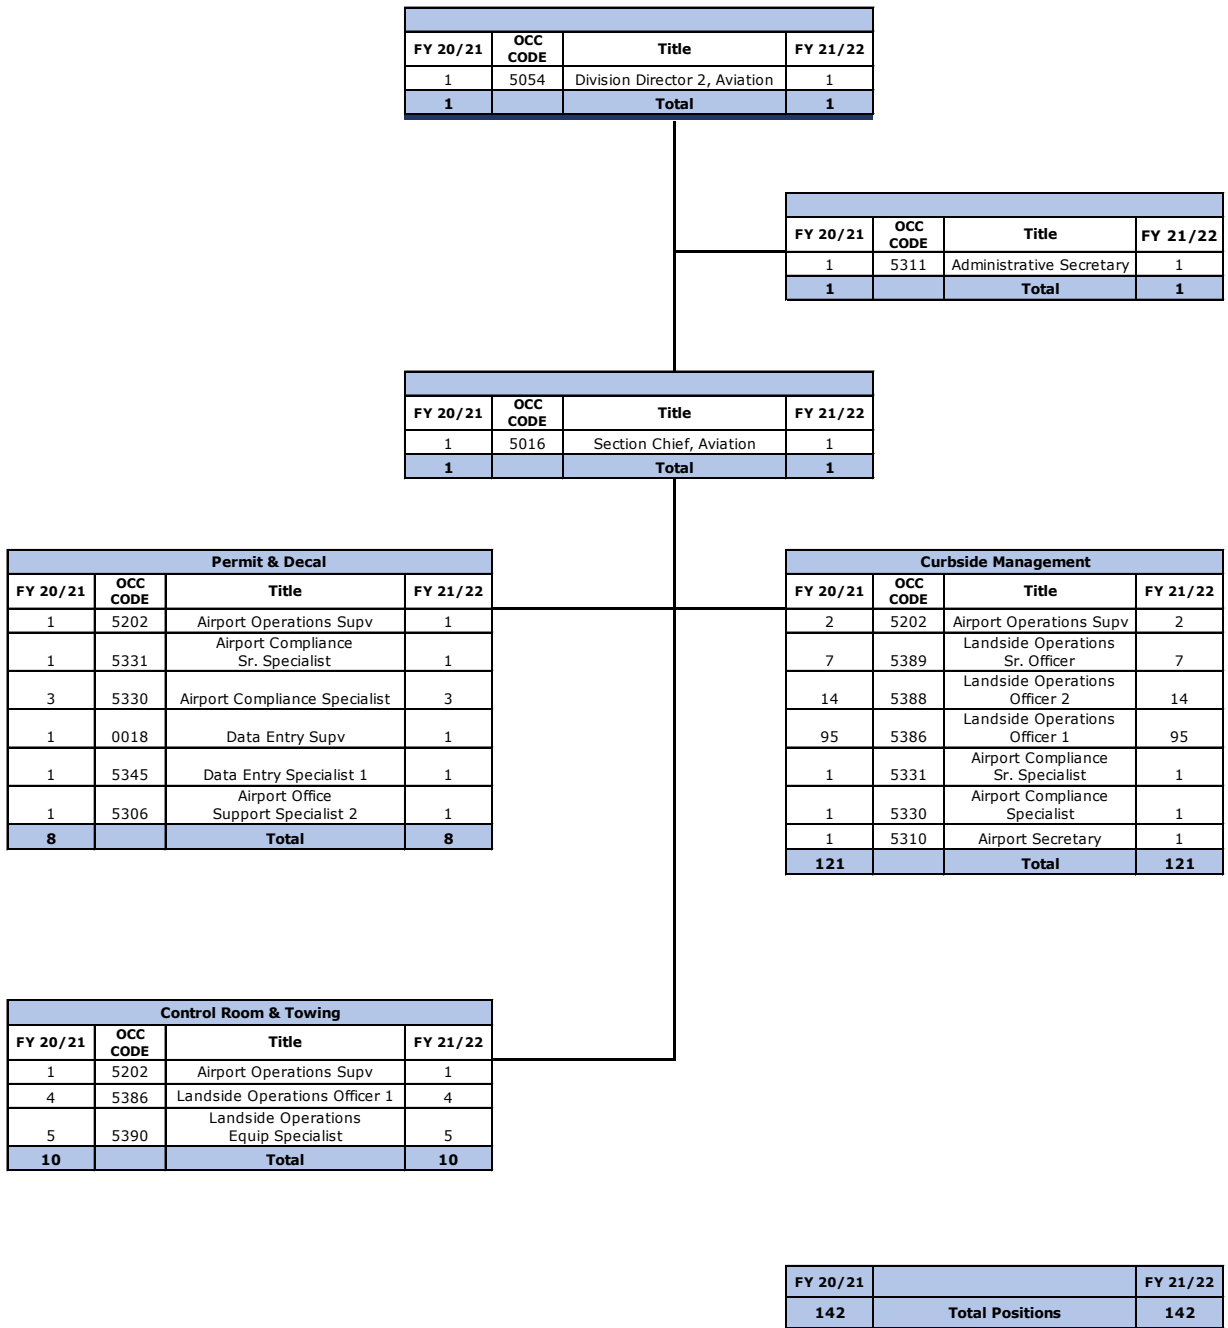 FY 20/21 OCC CODE Title FY 21/22
1 5054 Division Director 2, Aviation 1
1 Total 1
FY 20/21 OCC CODE Title FY 21/22
1 5311 Administrative Secretary 1
1 Total 1
FY 20/21 OCC CODE Title FY 21/22
1 5016 Section Chief, Aviation 1
1 Total 1
Permit & Decal
FY 20/21 OCC CODE Title FY 21/22
1 5202 Airport Operations Supv 1
Airport Compliance
1 5331 Sr. Specialist 1
3 5330 Airport Compliance Specialist 3
1 0018 Data Entry Supv 1
1 5345 Data Entry Specialist 1 1
Airport Office
1 5306 Support Specialist 2 1
8 Total 8
Curbside Management
FY 20/21 OCC CODE Title FY 21/22
2 5202 Airport Operations Supv 2
Landside Operations
7 5389 Sr. Officer 7
Landside Operations
14 5388 Officer 2 14
Landside Operations
95 5386 Officer 1 95
Airport Compliance
1 5331 Sr. Specialist 1
Airport Compliance
1 5330 Specialist 1
1 5310 Airport Secretary 1
121 Total 121
Control Room & Towing
FY 20/21 OCC CODE Title FY 21/22
1 5202 Airport Operations Supv 1
4 5386 Landside Operations Officer 1 4
Landside Operations
5 5390 Equip Specialist 5
10 Total 10
FY 20/21 FY 21/22
142 Total Positions 142